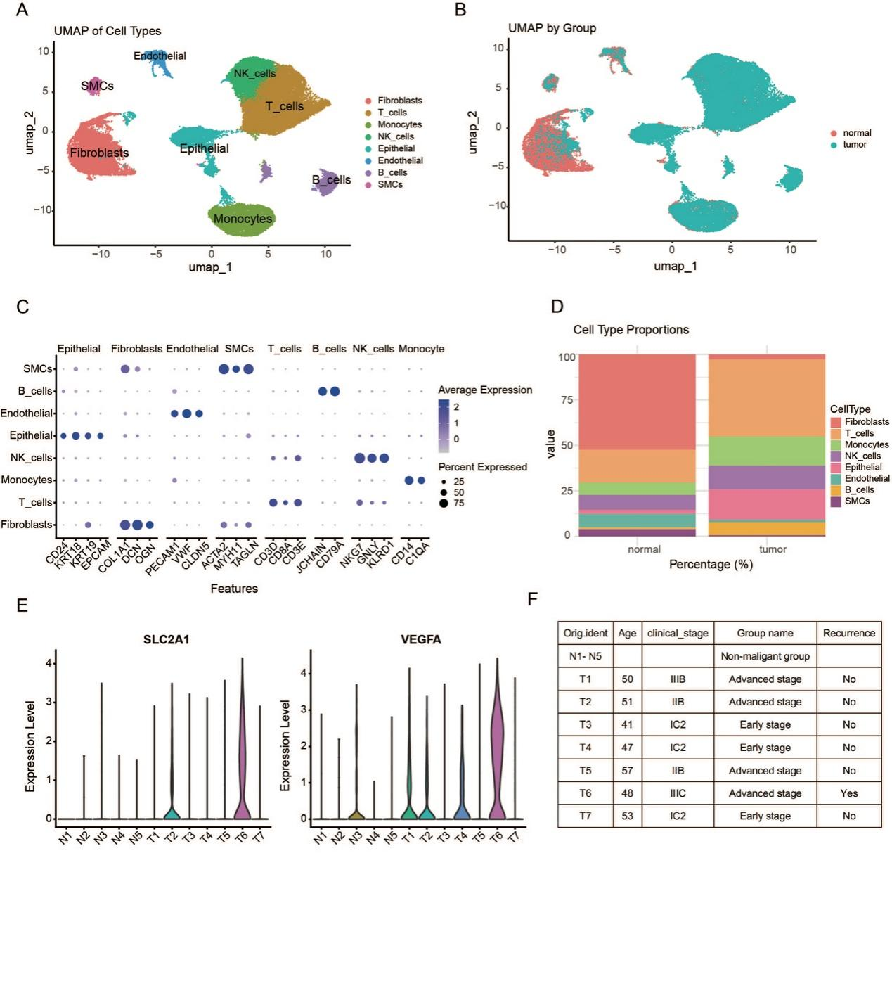 A
UMAP of Cell Types
10
5
0
−5
−10
umap_2
−10
−5
0
5
10
umap_1
Endothelial
SMCs
NK_cells
T_cells
Fibroblasts
Epithelial
B_cells
Monocytes
Fibroblasts
T_cells
Monocytes
NK_cells
Epithelial
Endothelial
B_cells
SMCs
B
UMAP by Group
10
5
0
−5
−10
umap_2
−10
−5
0
5
10
umap_1
normal
tumor
C
Epithelial Fibroblasts Endothelial SMCs T_cells B_cells NK_cells Monocyte
SMCs
B_cells
Endothelial
Epithelial
NK_cells
Monocytes
T_cells
Fibroblasts
CD24 KRT18 KRT19 EPCAM COL1A1 DCN OGN PECAM1 VWF CLDN5 ACTA2 MYH11 TAGLN CD3D CD8A CD3E JCHAIN CD79A NKG7 GNLY KLRD1 CD14 C1QA
Features
Average Expression
2
1
0
Percent Expressed
25
50
75
D
Cell Type Proportions
100
75
50
25
0
value
normal tumor
Percentage (%)
CellType
Fibroblasts
T_cells
Monocytes
NK_cells
Epithelial
Endothelial
B_cells
SMCs
E
SLC2A1
4
3
2
1
0
Expression Level
N1 N2 N3 N4 N5 T1 T2 T3 T4 T5 T6 T7
VEGFA
4
3
2
1
0
Expression Level
N1 N2 N3 N4 N5 T1 T2 T3 T4 T5 T6 T7
F
Orig.ident Age clinical_stage Group name Recurrence
N1- N5 Non-maligant group
T1 50 IIIB Advanced stage No
T2 51 IIB Advanced stage No
T3 41 IC2 Early stage No
T4 47 IC2 Early stage No
T5 57 IIB Advanced stage No
T6 48 IIIC Advanced stage Yes
T7 53 IC2 Early stage No